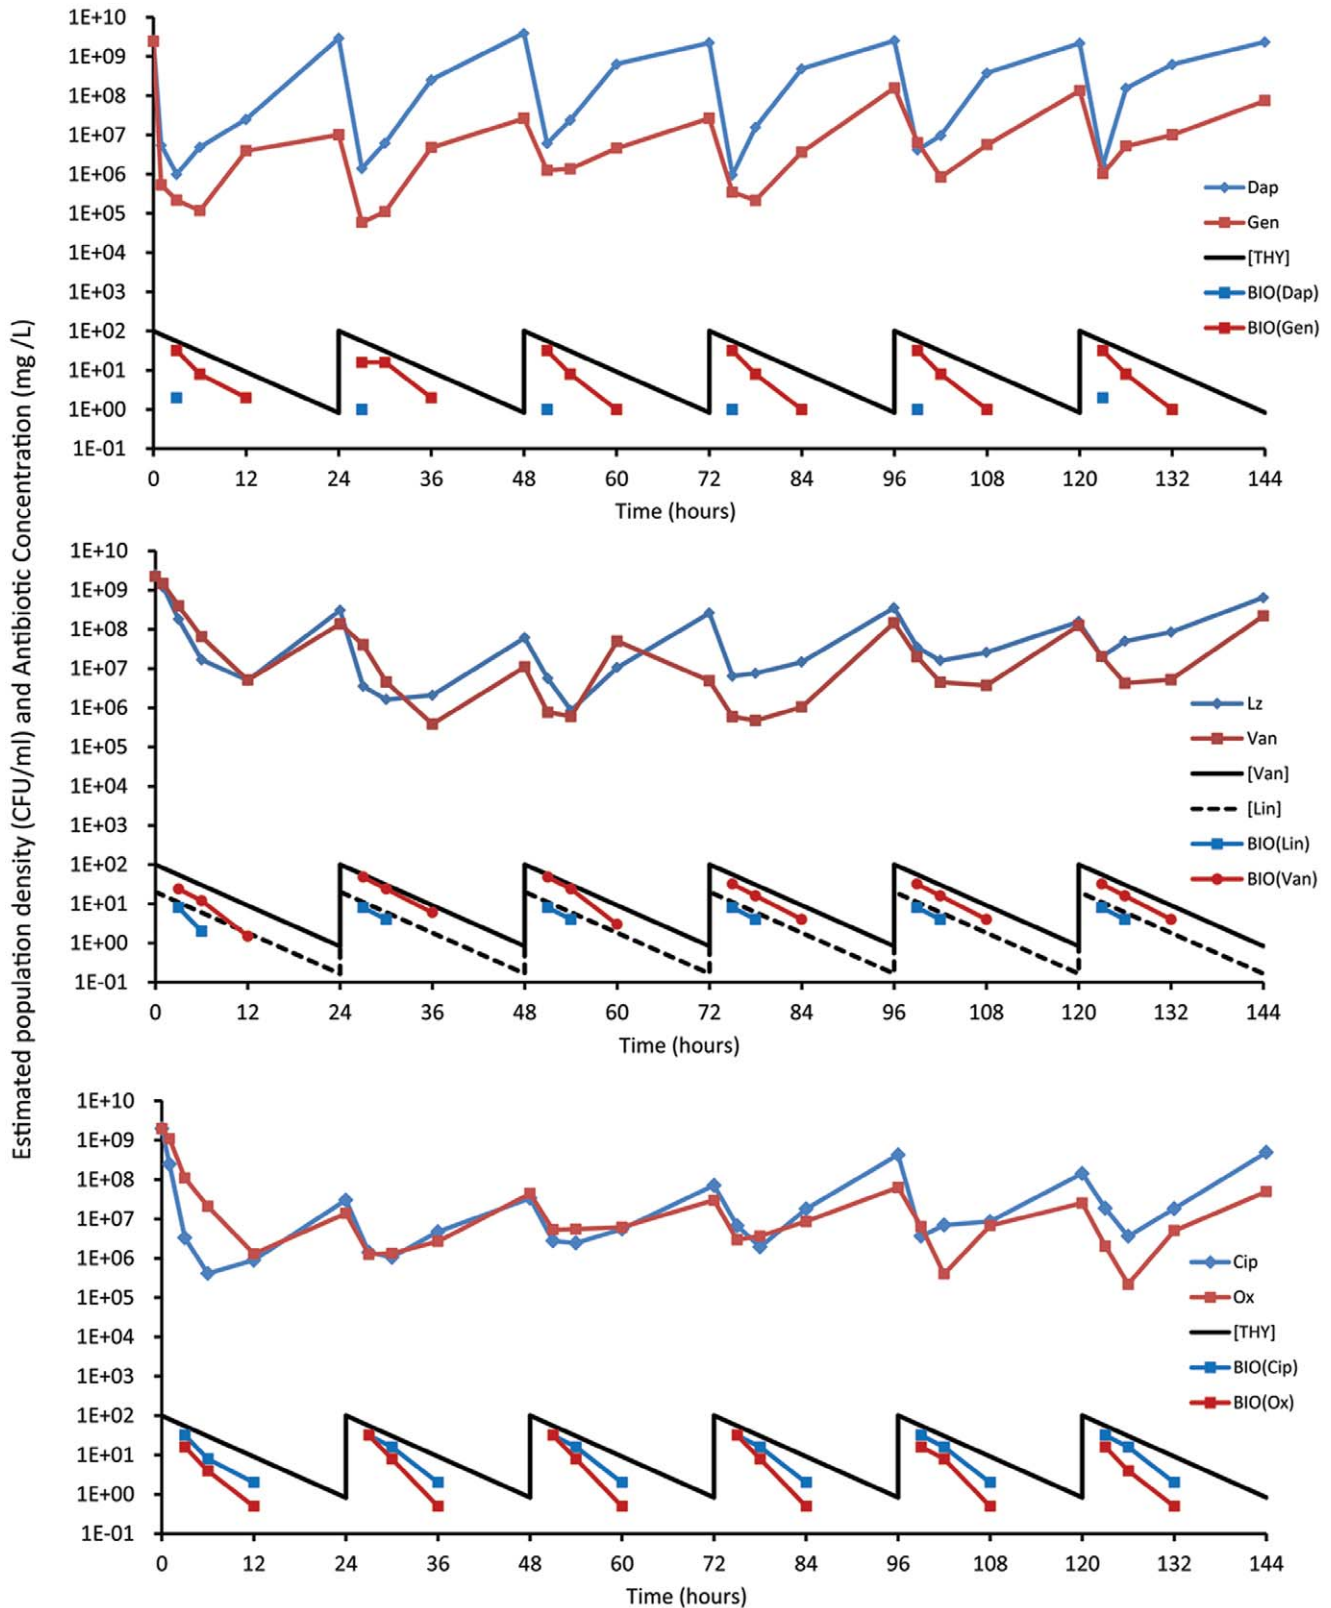 Estimated population density (CFU/ml) and Antibiotic Concentration (mg /L)
1E+10
1E+09
1E+08
1E+07
1E+06
1E+05
1E+04
1E+03
1E+02
1E+01
1E+00
1E-01
0 12 24 36 48 60 72 84 96 108 120 132 144
Time (hours)
Dap
Gen
[THY]
BIO(Dap)
BIO(Gen)
1E+10
1E+09
1E+08
1E+07
1E+06
1E+05
1E+04
1E+03
1E+02
1E+01
1E+00
1E-01
0 12 24 36 48 60 72 84 96 108 120 132 144
Time (hours)
Lz
Van
[Van]
[Lin]
BIO(Lin)
BIO(Van)
1E+10
1E+09
1E+08
1E+07
1E+06
1E+05
1E+04
1E+03
1E+02
1E+01
1E+00
1E-01
0 12 24 36 48 60 72 84 96 108 120 132 144
Time (hours)
Cip
Ox
[THY]
BIO(Cip)
BIO(Ox)